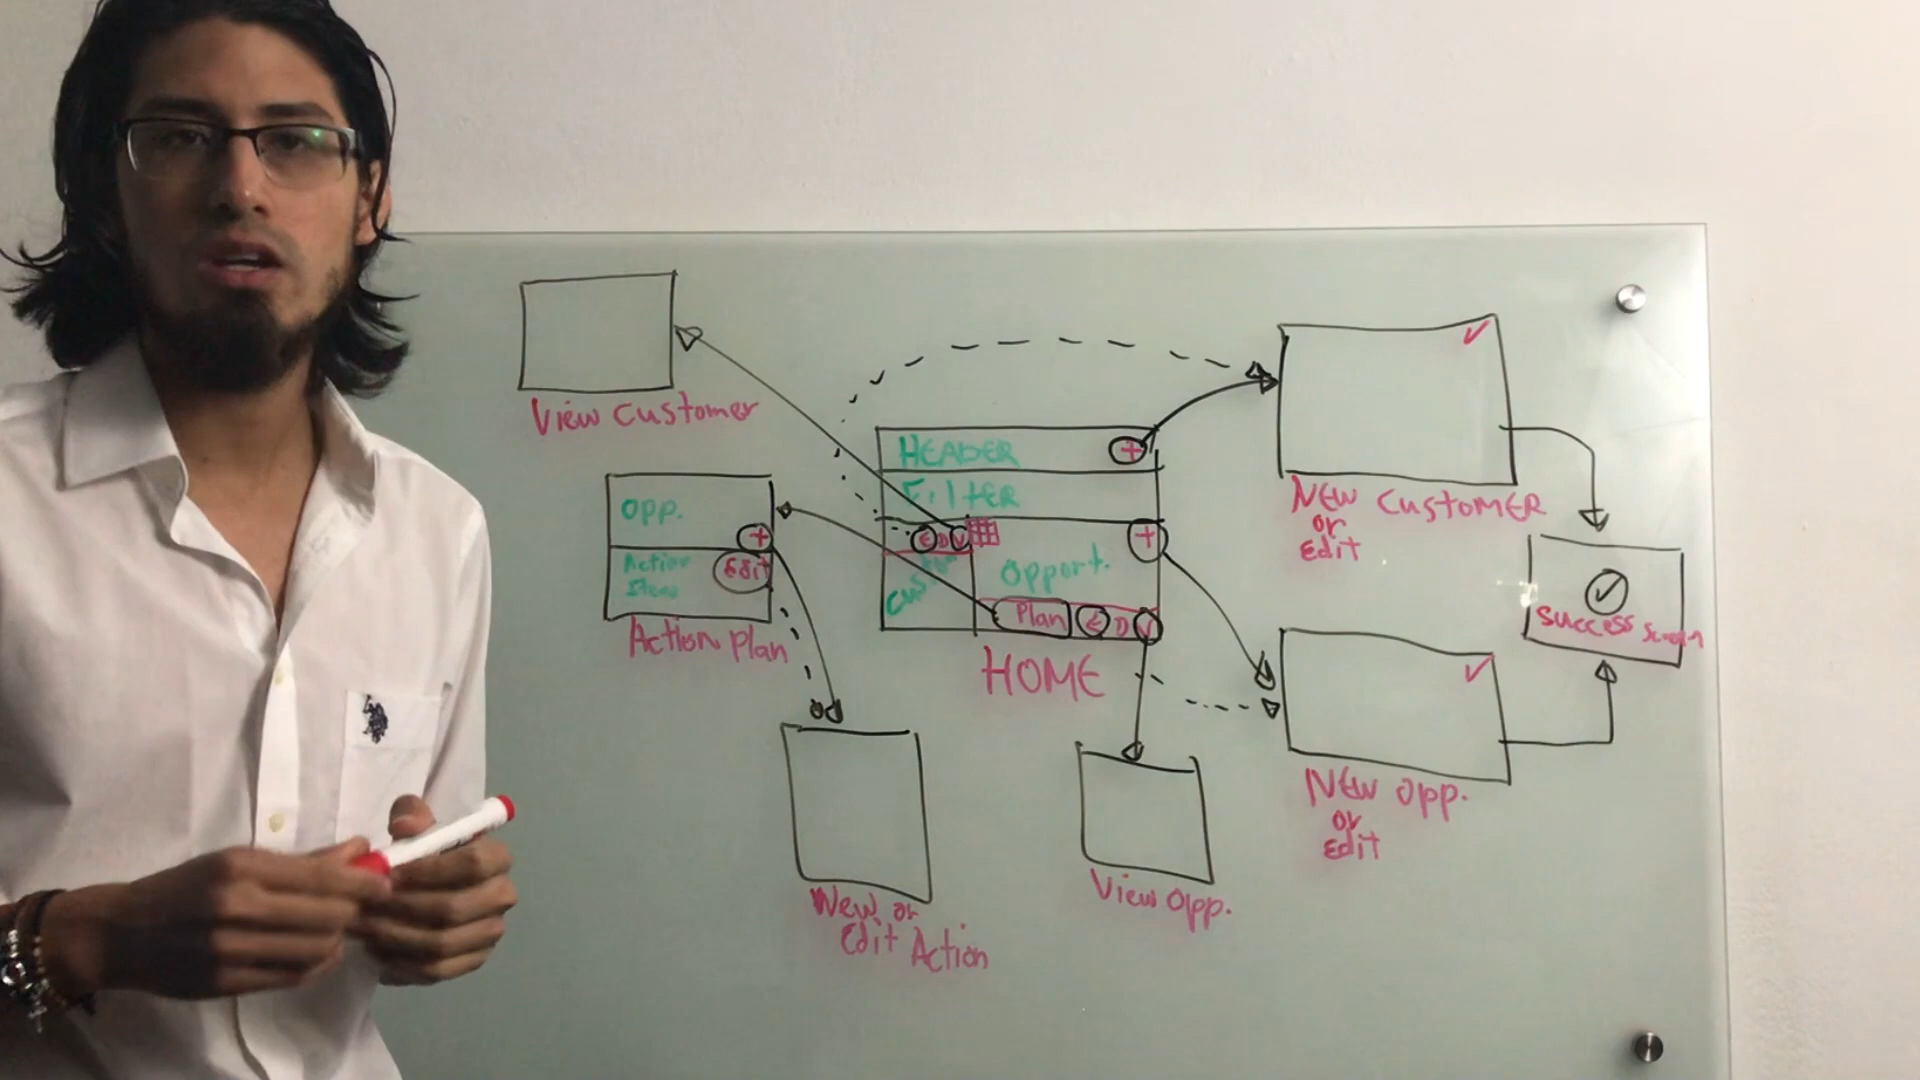 View Customer
HEADER +
Filter
E D V
+
Custom
Opport.
Plan E D V
HOME
Opp.
+
Action
Items
Edit
Action Plan
New or
Edit Action
View Opp.
NEW CUSTOMER
or
Edit
Success Screen
NEW Opp.
or
Edit